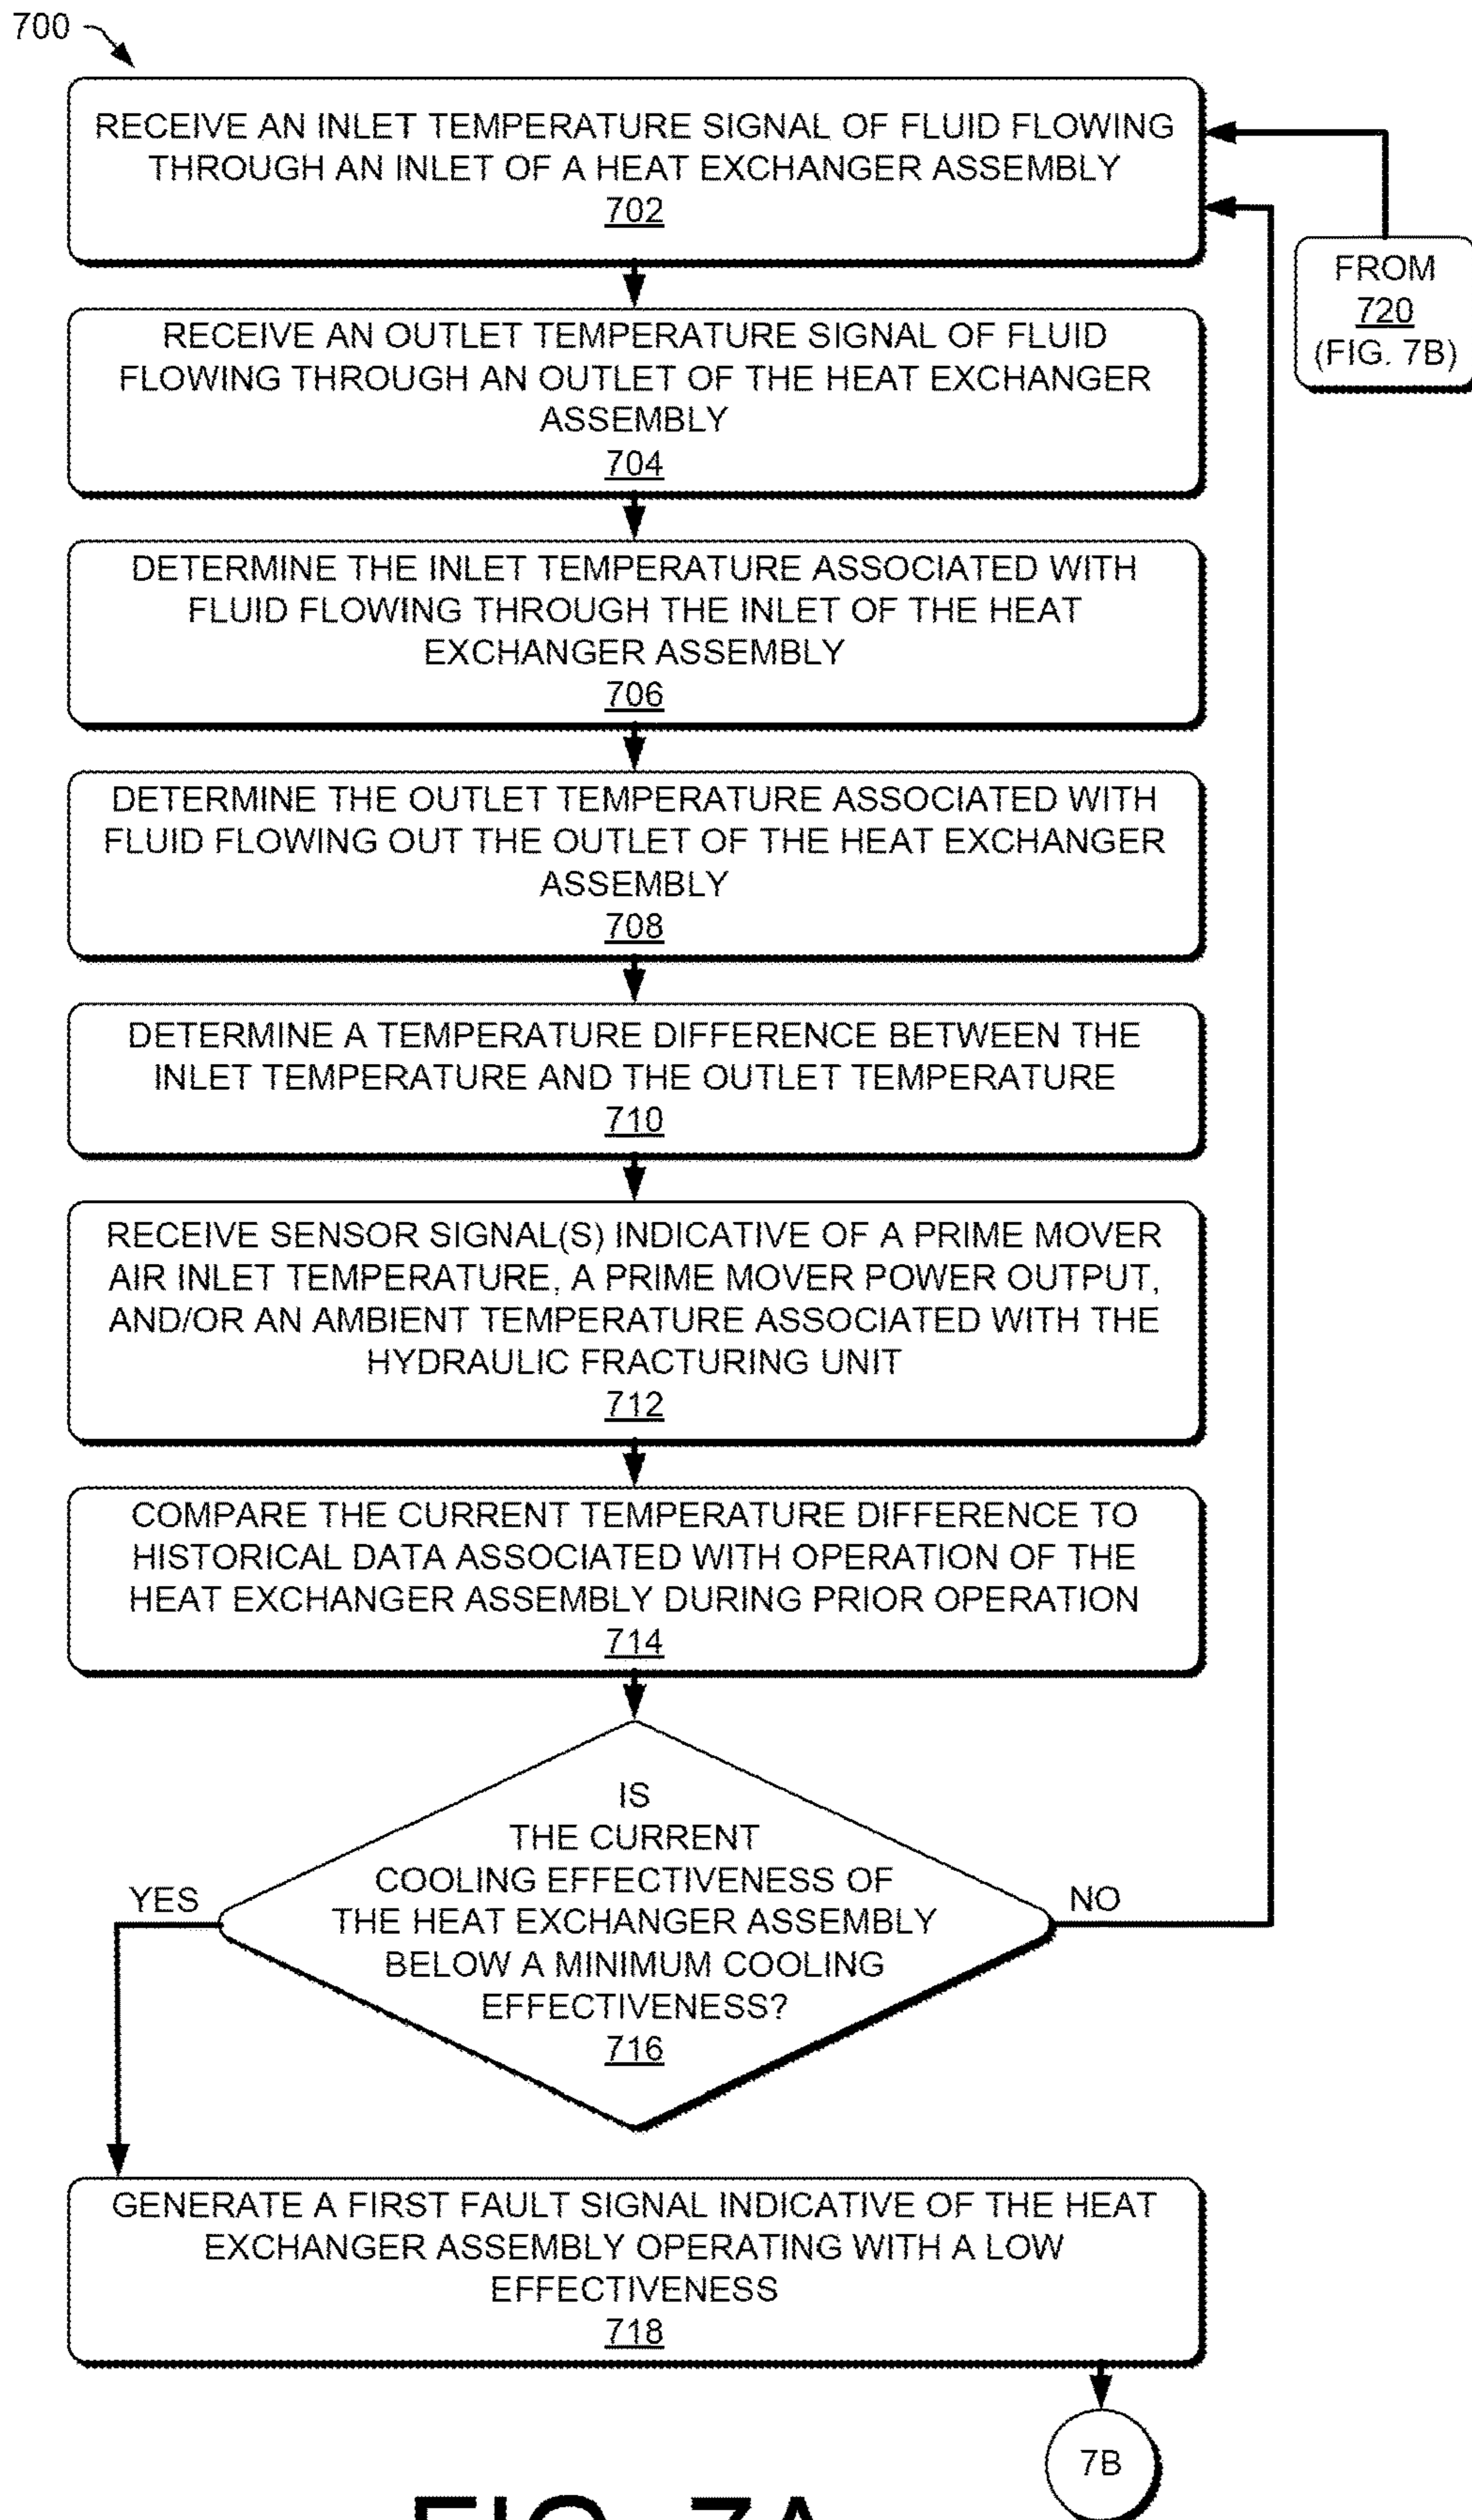 700
RECEIVE AN INLET TEMPERATURE SIGNAL OF FLUID FLOWING
THROUGH AN INLET OF A HEAT EXCHANGER ASSEMBLY
702
FROM
720
(FIG. 7B)
RECEIVE AN OUTLET TEMPERATURE SIGNAL OF FLUID
FLOWING THROUGH AN OUTLET OF THE HEAT EXCHANGER
ASSEMBLY
704
DETERMINE THE INLET TEMPERATURE ASSOCIATED WITH
FLUID FLOWING THROUGH THE INLET OF THE HEAT
EXCHANGER ASSEMBLY
706
DETERMINE THE OUTLET TEMPERATURE ASSOCIATED WITH
FLUID FLOWING OUT THE OUTLET OF THE HEAT EXCHANGER
ASSEMBLY
708
DETERMINE A TEMPERATURE DIFFERENCE BETWEEN THE
INLET TEMPERATURE AND THE OUTLET TEMPERATURE
710
RECEIVE SENSOR SIGNAL(S) INDICATIVE OF A PRIME MOVER
AIR INLET TEMPERATURE, A PRIME MOVER POWER OUTPUT,
AND/OR AN AMBIENT TEMPERATURE ASSOCIATED WITH THE
HYDRAULIC FRACTURING UNIT
712
COMPARE THE CURRENT TEMPERATURE DIFFERENCE TO
HISTORICAL DATA ASSOCIATED WITH OPERATION OF THE
HEAT EXCHANGER ASSEMBLY DURING PRIOR OPERATION
714
IS
THE CURRENT
COOLING EFFECTIVENESS OF
THE HEAT EXCHANGER ASSEMBLY
BELOW A MINIMUM COOLING
EFFECTIVENESS?
716
YES
NO
GENERATE A FIRST FAULT SIGNAL INDICATIVE OF THE HEAT
EXCHANGER ASSEMBLY OPERATING WITH A LOW
EFFECTIVENESS
718
7B
FIG. 7A